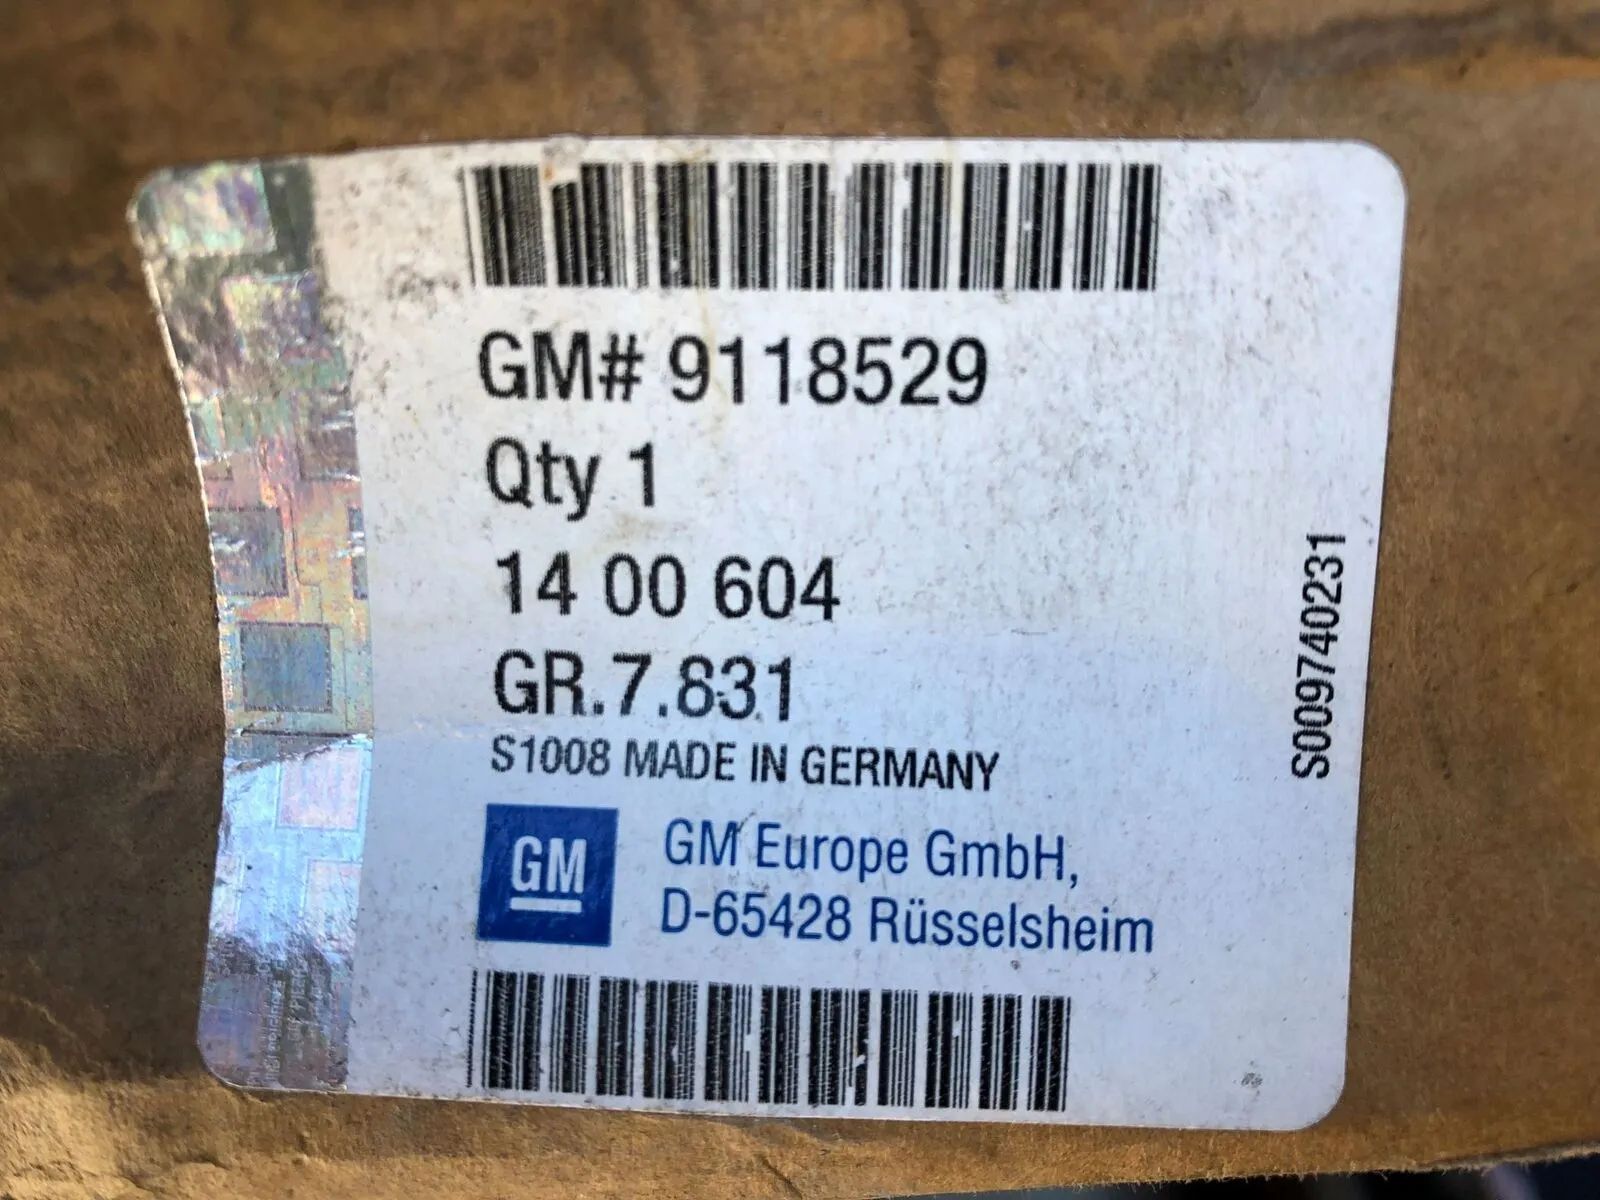 GM# 9118529
Qty 1
14 00 604
GR.7.831
S1008 MADE IN GERMANY
GM
GM Europe GmbH,
D-65428 Rüsselsheim
S009740231